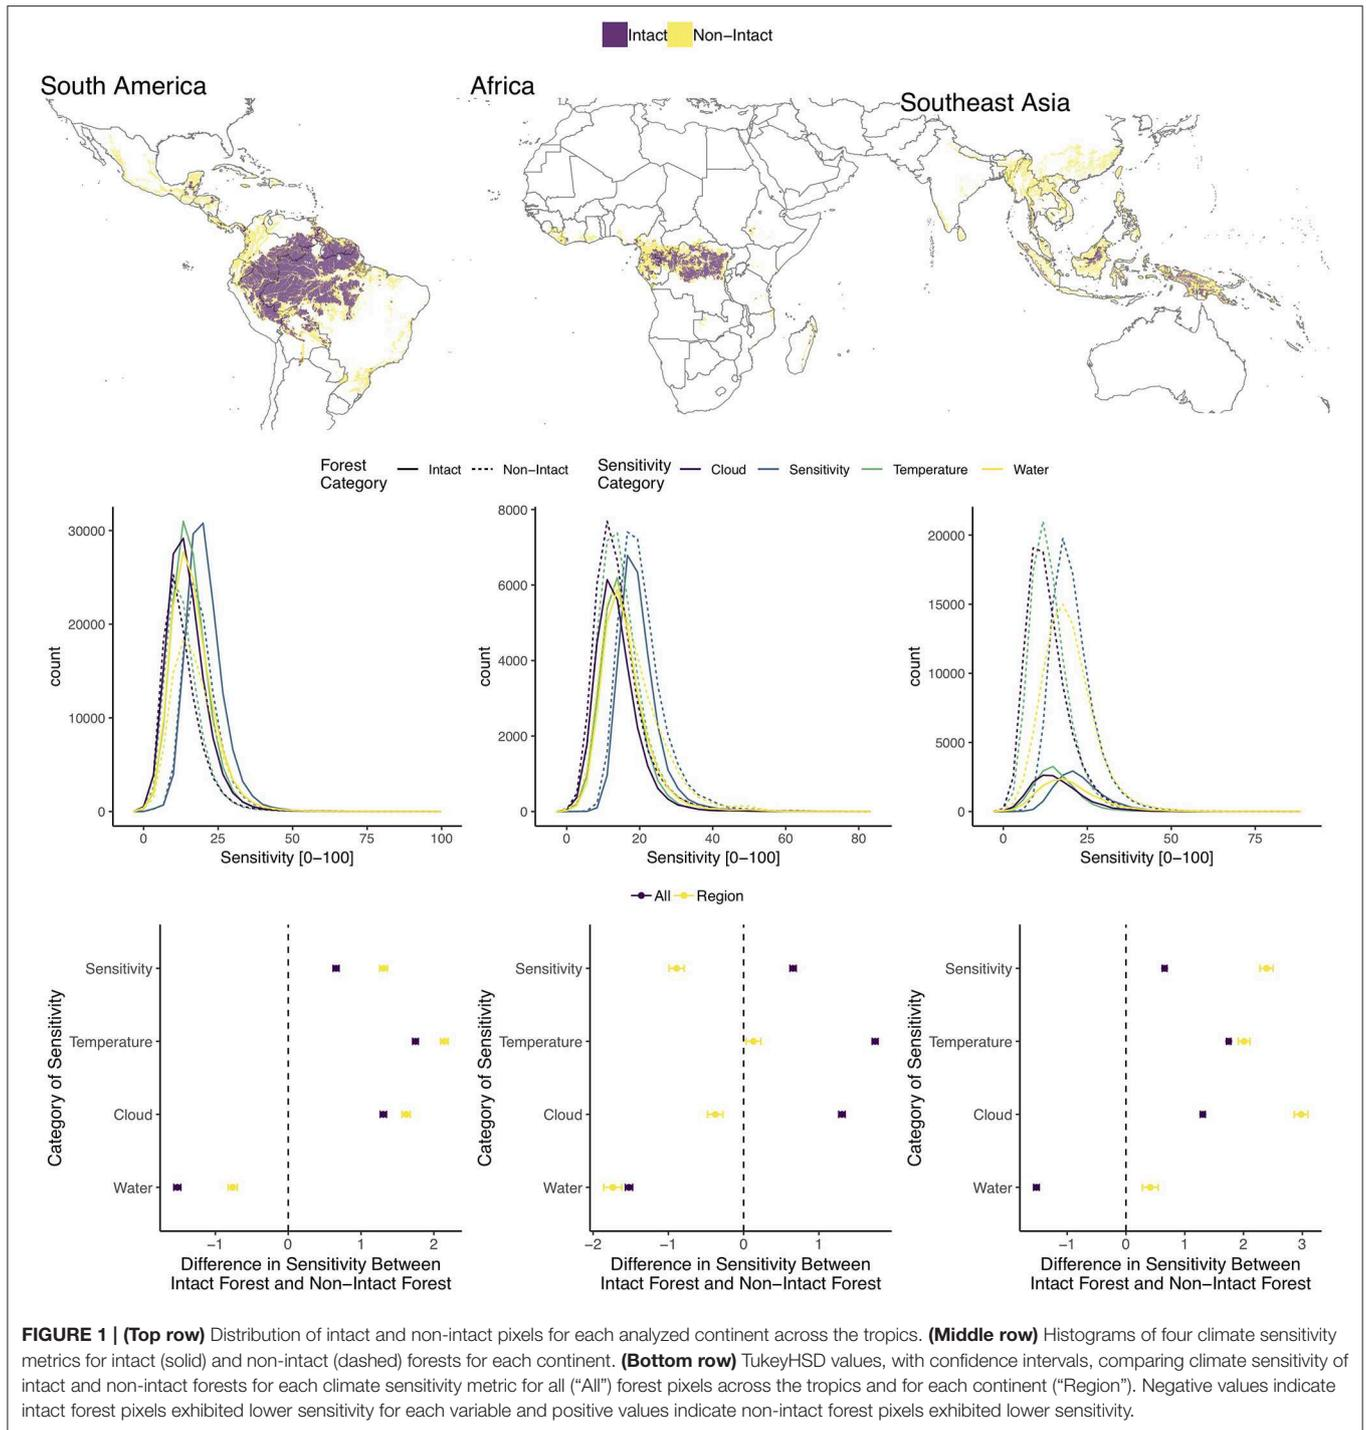 Intact Non−Intact
South America
Africa
Southeast Asia
Forest Category Intact Non−Intact Sensitivity Category Cloud Sensitivity Temperature Water
30000
20000
10000
0
count
0 25 50 75 100
Sensitivity [0−100]
8000
6000
4000
2000
0
count
0 20 40 60 80
Sensitivity [0−100]
20000
15000
10000
5000
0
count
0 25 50 75
Sensitivity [0−100]
All Region
Category of Sensitivity
Sensitivity
Temperature
Cloud
Water
−1 0 1 2
Difference in Sensitivity Between
Intact Forest and Non−Intact Forest
Category of Sensitivity
Sensitivity
Temperature
Cloud
Water
−2 −1 0 1
Difference in Sensitivity Between
Intact Forest and Non−Intact Forest
Category of Sensitivity
Sensitivity
Temperature
Cloud
Water
−1 0 1 2 3
Difference in Sensitivity Between
Intact Forest and Non−Intact Forest
FIGURE 1 | (Top row) Distribution of intact and non-intact pixels for each analyzed continent across the tropics. (Middle row) Histograms of four climate sensitivity
metrics for intact (solid) and non-intact (dashed) forests for each continent. (Bottom row) TukeyHSD values, with confidence intervals, comparing climate sensitivity of
intact and non-intact forests for each climate sensitivity metric for all (“All”) forest pixels across the tropics and for each continent (“Region”). Negative values indicate
intact forest pixels exhibited lower sensitivity for each variable and positive values indicate non-intact forest pixels exhibited lower sensitivity.